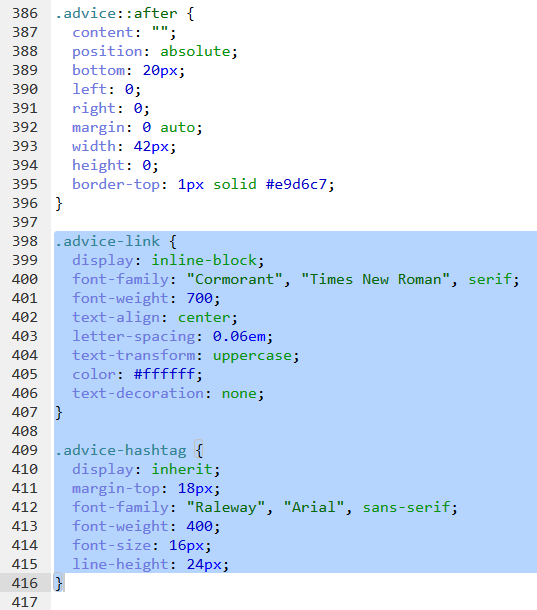 386 .advice::after {
387   content: "";
388   position: absolute;
389   bottom: 20px;
390   left: 0;
391   right: 0;
392   margin: 0 auto;
393   width: 42px;
394   height: 0;
395   border-top: 1px solid #e9d6c7;
396 }
397
398 .advice-link {
399   display: inline-block;
400   font-family: "Cormorant", "Times New Roman", serif;
401   font-weight: 700;
402   text-align: center;
403   letter-spacing: 0.06em;
404   text-transform: uppercase;
405   color: #ffffff;
406   text-decoration: none;
407 }
408
409 .advice-hashtag {
410   display: inherit;
411   margin-top: 18px;
412   font-family: "Raleway", "Arial", sans-serif;
413   font-weight: 400;
414   font-size: 16px;
415   line-height: 24px;
416 }
417